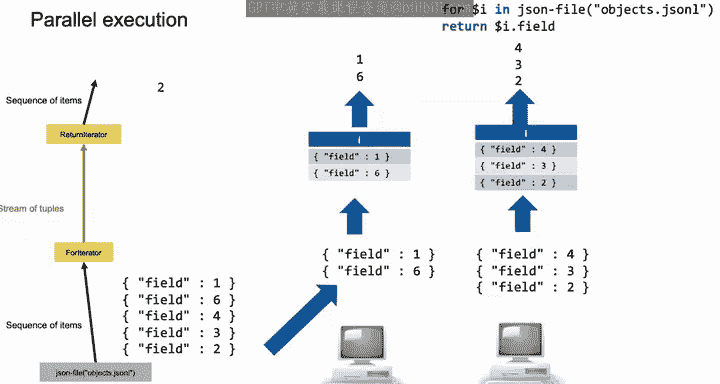 Parallel execution
for $i in json-file("objects.jsonl")
return $i.field
Sequence of items
2
ReturnIterator
Stream of tuples
ForIterator
Sequence of items
json-file("objects.jsonl")
{ "field" : 1 }
{ "field" : 6 }
{ "field" : 4 }
{ "field" : 3 }
{ "field" : 2 }
1
6
{ "field" : 1 }
{ "field" : 6 }
{ "field" : 1 }
{ "field" : 6 }
4
3
2
{ "field" : 4 }
{ "field" : 3 }
{ "field" : 2 }
{ "field" : 4 }
{ "field" : 3 }
{ "field" : 2 }